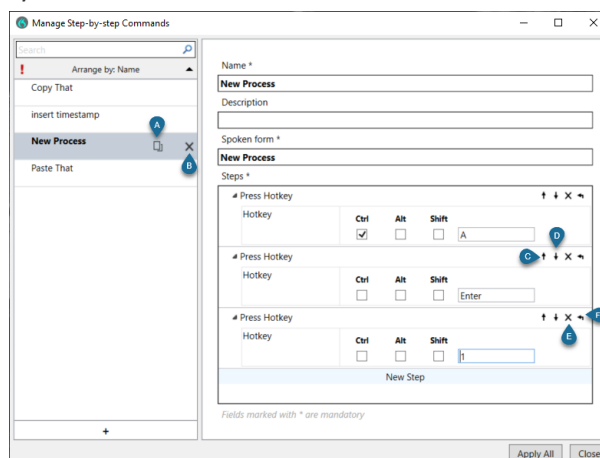 Manage Step-by-step Commands
Search
! Arrange by: Name
Copy That
insert timestamp
New Process
Paste That
+
A
B
Name *
New Process
Description
Spoken form *
New Process
Steps *
Press Hotkey
Hotkey
Ctrl Alt Shift
A
D
Press Hotkey
C
Hotkey
Ctrl Alt Shift
Enter
Press Hotkey
F
E
Hotkey
Ctrl Alt Shift
1
New Step
Fields marked with * are mandatory
Apply All Close